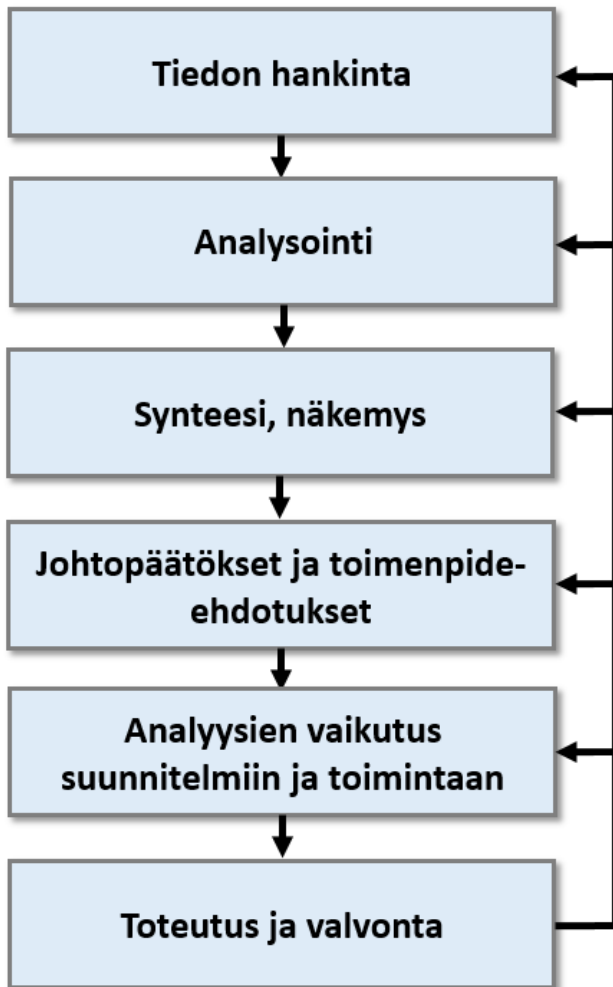 Tiedon hankinta
Analysointi
Synteesi, näkemys
Johtopäätökset ja toimenpide-
ehdotukset
Analyysien vaikutus
suunnitelmiin ja toimintaan
Toteutus ja valvonta